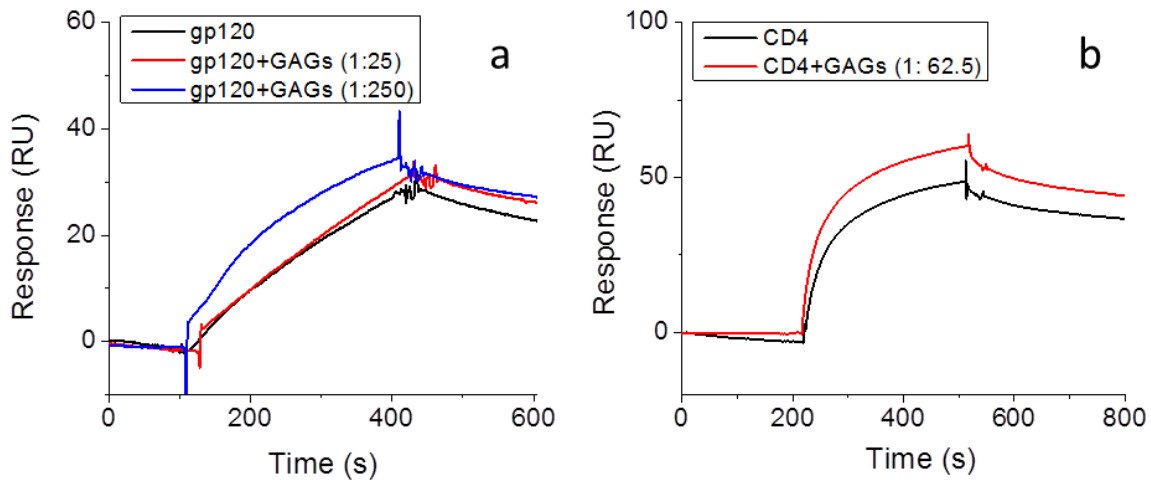 gp120
gp120+GAGs (1:25)
gp120+GAGs (1:250)
a
60
40
20
0
Response (RU)
0
200
400
600
Time (s)
CD4
CD4+GAGs (1: 62.5)
b
100
50
0
Response (RU)
0
200
400
600
800
Time (s)